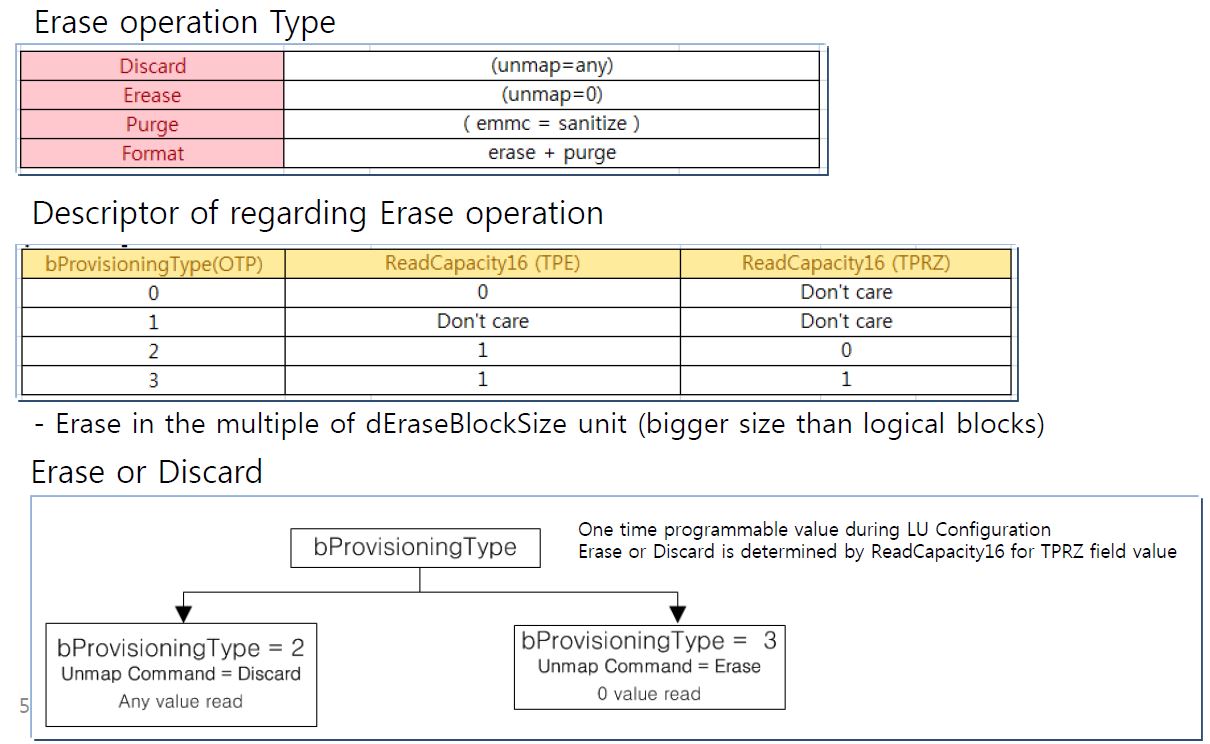 Erase operation Type
Discard (unmap=any)
Erease (unmap=0)
Purge ( emmc = sanitize )
Format erase + purge
Descriptor of regarding Erase operation
bProvisioningType(OTP) ReadCapacity16 (TPE) ReadCapacity16 (TPRZ)
0 0 Don't care
1 Don't care Don't care
2 1 0
3 1 1
- Erase in the multiple of dEraseBlockSize unit (bigger size than logical blocks)
Erase or Discard
bProvisioningType
One time programmable value during LU Configuration
Erase or Discard is determined by ReadCapacity16 for TPRZ field value
bProvisioningType = 2
Unmap Command = Discard
Any value read
bProvisioningType = 3
Unmap Command = Erase
0 value read
5